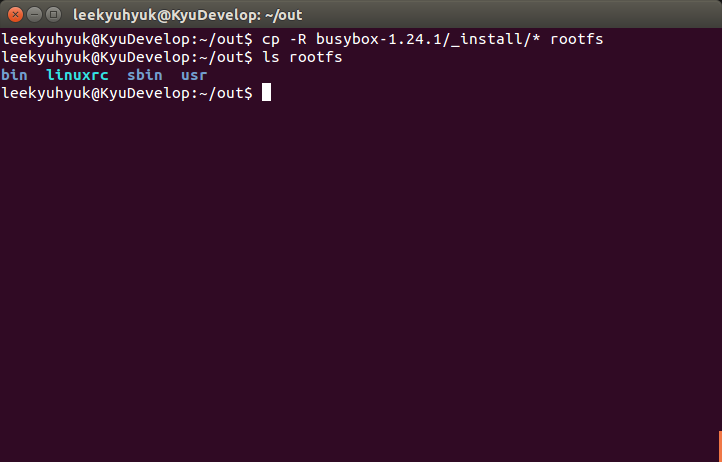 leekyuhyuk@KyuDevelop: ~/out
leekyuhyuk@KyuDevelop:~/out$ cp -R busybox-1.24.1/_install/* rootfs
leekyuhyuk@KyuDevelop:~/out$ ls rootfs
bin  linuxrc  sbin  usr
leekyuhyuk@KyuDevelop:~/out$